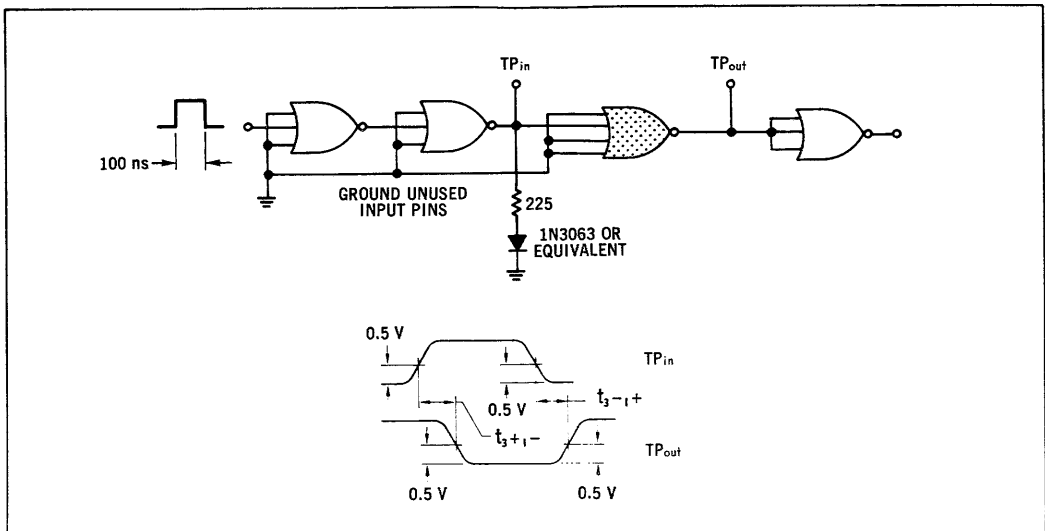 TPin
TPout
100 ns
GROUND UNUSED
INPUT PINS
225
1N3063 OR
EQUIVALENT
0.5 V
TPin
0.5 V
t3-1+
t3+1-
TPout
0.5 V
0.5 V